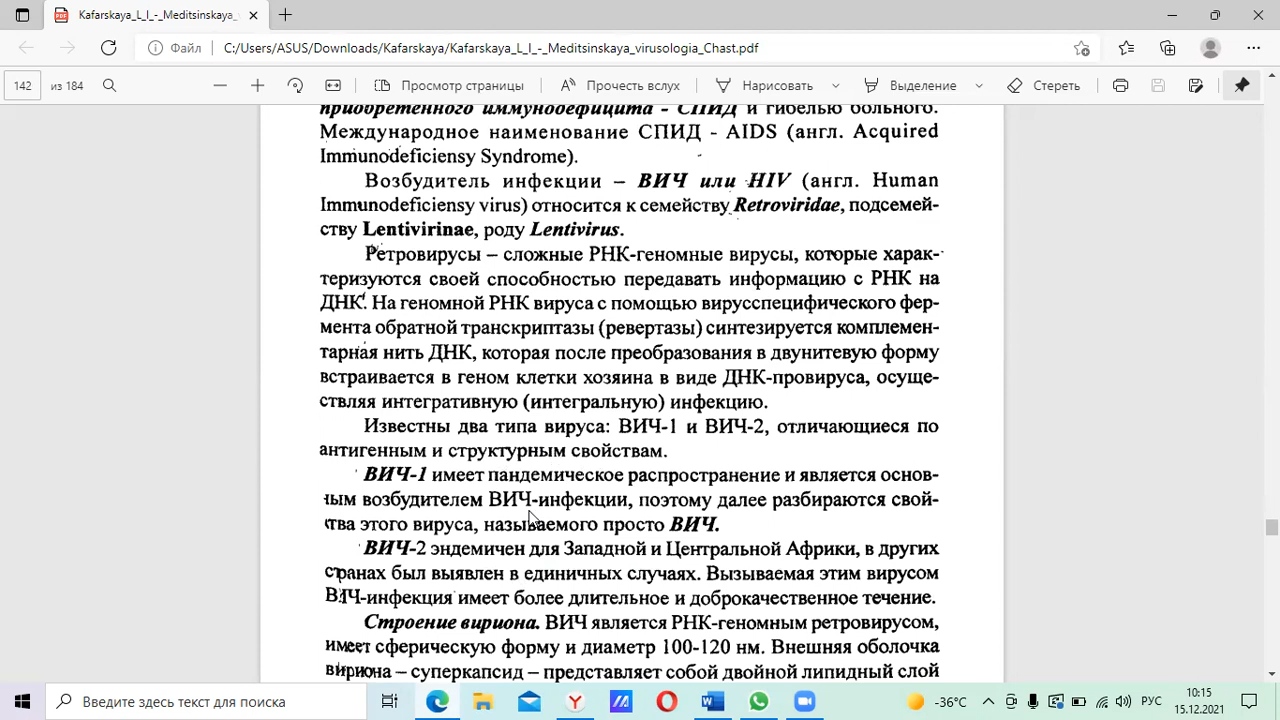 Kafarskaya_L_I_-_Meditsinskaya_v
Файл
C:/Users/ASUS/Downloads/Kafarskaya/Kafarskaya_L_I_-_Meditsinskaya_virusologia_Chast.pdf
142 из 184
Просмотр страницы
Прочесть вслух
Нарисовать
Выделение
Стереть
приобретенного иммунодефицита - СПИД и гибелью больного.
Международное наименование СПИД - AIDS (англ. Acquired
Immunodeficiensy Syndrome).
Возбудитель инфекции – ВИЧ или HIV (англ. Human
Immunodeficiensy virus) относится к семейству Retroviridae, подсемей-
ству Lentivirinae, роду Lentivirus.
Ретровирусы – сложные РНК-геномные вирусы, которые харак-
теризуются своей способностью передавать информацию с РНК на
ДНК. На геномной РНК вируса с помощью вирусспецифического фер-
мента обратной транскриптазы (ревертазы) синтезируется комплемен-
тарная нить ДНК, которая после преобразования в двунитевую форму
встраивается в геном клетки хозяина в виде ДНК-провируса, осуще-
ствляя интегративную (интегральную) инфекцию.
Известны два типа вируса: ВИЧ-1 и ВИЧ-2, отличающиеся по
антигенным и структурным свойствам.
ВИЧ-1 имеет пандемическое распространение и является основ-
ным возбудителем ВИЧ-инфекции, поэтому далее разбираются свой-
тва этого вируса, называемого просто ВИЧ.
ВИЧ-2 эндемичен для Западной и Центральной Африки, в других
странах был выявлен в единичных случаях. Вызываемая этим вирусом
ВИЧ-инфекция имеет более длительное и доброкачественное течение.
Строение вириона. ВИЧ является РНК-геномным ретровирусом,
имеет сферическую форму и диаметр 100-120 нм. Внешняя оболочка
вириона – суперкапсид – представляет собой двойной липидный слой
Введите здесь текст для поиска
-36°C
РУС
10:15
15.12.2021